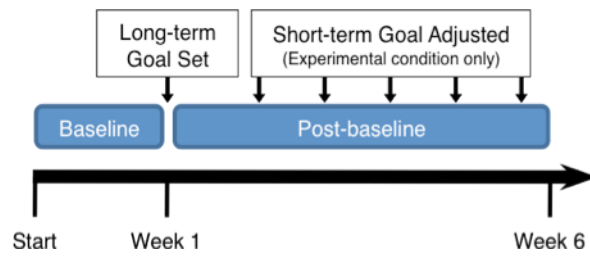 Long-term
Goal Set
Short-term Goal Adjusted
(Experimental condition only)
Baseline
Post-baseline
Start
Week 1
Week 6